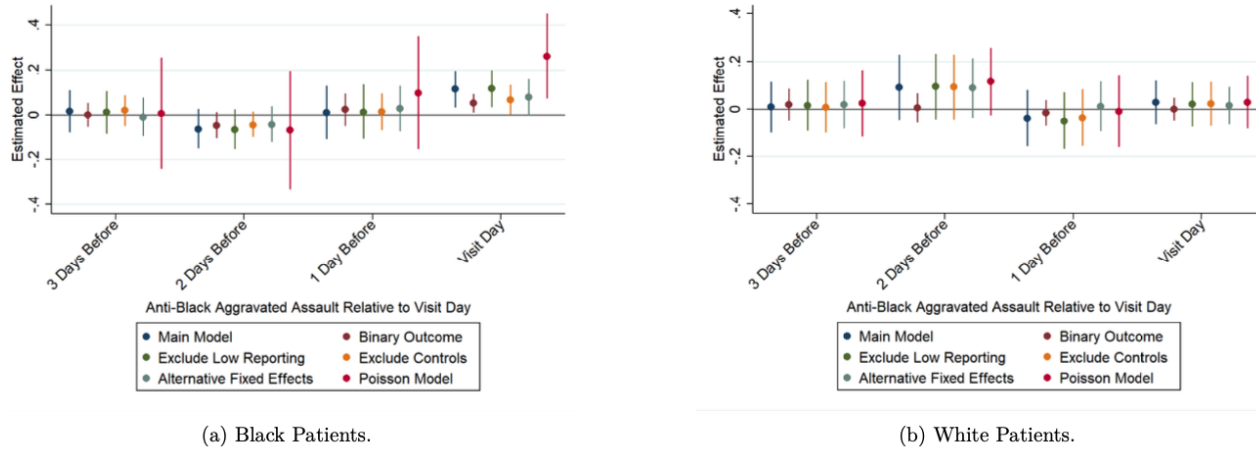 .4
.2
0
-.2
-.4
Estimated Effect
3 Days Before
2 Days Before
1 Day Before
Visit Day
Anti-Black Aggravated Assault Relative to Visit Day
Main Model
Binary Outcome
Exclude Low Reporting
Exclude Controls
Alternative Fixed Effects
Poisson Model
(a) Black Patients.
.4
.2
0
-.2
-.4
Estimated Effect
3 Days Before
2 Days Before
1 Day Before
Visit Day
Anti-Black Aggravated Assault Relative to Visit Day
Main Model
Binary Outcome
Exclude Low Reporting
Exclude Controls
Alternative Fixed Effects
Poisson Model
(b) White Patients.